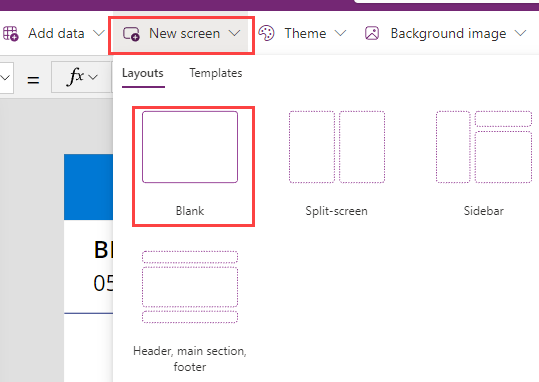 Add data New screen Theme Background image
= fx
Layouts Templates
Blank Split-screen Sidebar
Header, main section,
footer
05